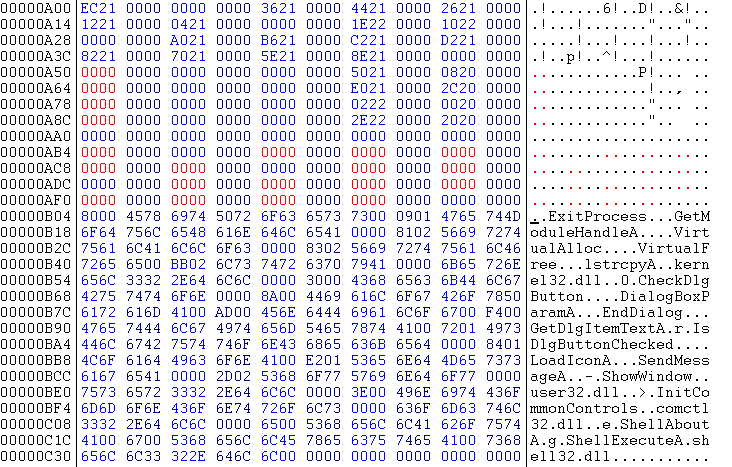 00000A00 EC21 0000 0000 0000 3621 0000 4421 0000 2621 0000 .!......6!..D!..&!..
00000A14 1221 0000 0421 0000 0000 0000 1E22 0000 1022 0000 .!...!......."..."..
00000A28 0000 0000 A021 0000 B621 0000 C221 0000 D221 0000 .....!...!...!...!..
00000A3C 8221 0000 7021 0000 5E21 0000 8E21 0000 0000 0000 .!..p!..^!...!......
00000A50 0000 0000 0000 0000 0000 0000 5021 0000 0820 0000 ............P!... ..
00000A64 0000 0000 0000 0000 0000 0000 E021 0000 2C20 0000 .............!.., ..
00000A78 0000 0000 0000 0000 0000 0000 0222 0000 0020 0000 ............."... ..
00000A8C 0000 0000 0000 0000 0000 0000 2E22 0000 2020 0000 ............."..  ..
00000AA0 0000 0000 0000 0000 0000 0000 0000 0000 0000 0000 ....................
00000AB4 0000 0000 0000 0000 0000 0000 0000 0000 0000 0000 ....................
00000AC8 0000 0000 0000 0000 0000 0000 0000 0000 0000 0000 ....................
00000ADC 0000 0000 0000 0000 0000 0000 0000 0000 0000 0000 ....................
00000AF0 0000 0000 0000 0000 0000 0000 0000 0000 0000 0000 ....................
00000B04 8000 4578 6974 5072 6F63 6573 7300 0901 4765 744D ..ExitProcess...GetM
00000B18 6F64 756C 6548 616E 646C 6541 0000 8102 5669 7274 oduleHandleA....Virt
00000B2C 7561 6C41 6C6C 6F63 0000 8302 5669 7274 7561 6C46 ualAlloc....VirtualF
00000B40 7265 6500 BB02 6C73 7472 6370 7941 0000 6B65 726E ree...lstrcpyA..kern
00000B54 656C 3332 2E64 6C6C 0000 3000 4368 6563 6B44 6C67 el32.dll..0.CheckDlg
00000B68 4275 7474 6F6E 0000 8A00 4469 616C 6F67 426F 7850 Button....DialogBoxP
00000B7C 6172 616D 4100 AD00 456E 6444 6961 6C6F 6700 F400 aramA...EndDialog...
00000B90 4765 7444 6C67 4974 656D 5465 7874 4100 7201 4973 GetDlgItemTextA.r.Is
00000BA4 446C 6742 7574 746F 6E43 6865 636B 6564 0000 8401 DlgButtonChecked....
00000BB8 4C6F 6164 4963 6F6E 4100 E201 5365 6E64 4D65 7373 LoadIconA...SendMess
00000BCC 6167 6541 0000 2D02 5368 6F77 5769 6E64 6F77 0000 ageA..-.ShowWindow..
00000BE0 7573 6572 3332 2E64 6C6C 0000 3E00 496E 6974 436F user32.dll..>.InitCo
00000BF4 6D6D 6F6E 436F 6E74 726F 6C73 0000 636F 6D63 746C mmonControls..comctl
00000C08 3332 2E64 6C6C 0000 6500 5368 656C 6C41 626F 7574 32.dll..e.ShellAbout
00000C1C 4100 6700 5368 656C 6C45 7865 6375 7465 4100 7368 A.g.ShellExecuteA.sh
00000C30 656C 6C33 322E 646C 6C00 0000 0000 0000 0000 0000 ell32.dll...........